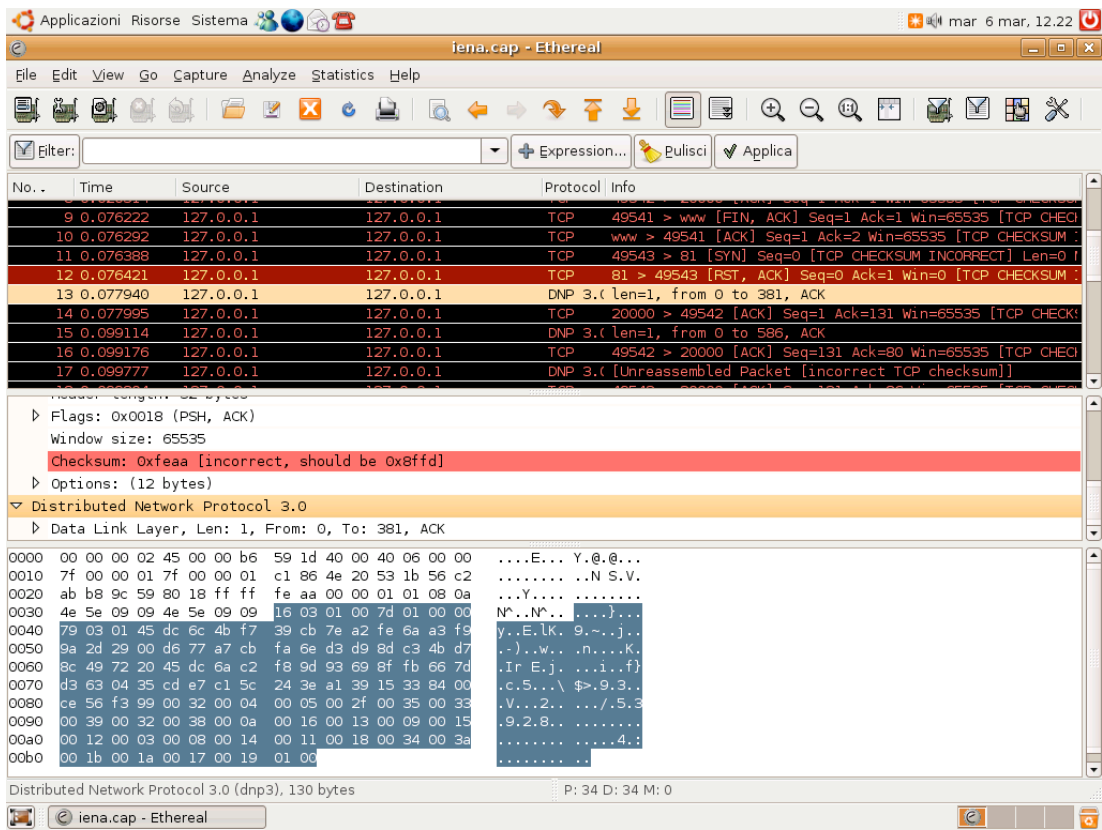 Applicazioni Risorse Sistema mar 6 mar, 12.22
iena.cap - Ethereal
File Edit View Go Capture Analyze Statistics Help
Filter: Expression... Pulisci Applica
No. . Time Source Destination Protocol Info
9 0.076222 127.0.0.1 127.0.0.1 TCP 49541 > www [FIN, ACK] Seq=1 Ack=1 Win=65535 [TCP CHECK
10 0.076292 127.0.0.1 127.0.0.1 TCP www > 49541 [ACK] Seq=1 Ack=2 Win=65535 [TCP CHECKSUM
11 0.076388 127.0.0.1 127.0.0.1 TCP 49543 > 81 [SYN] Seq=0 [TCP CHECKSUM INCORRECT] Len=0
12 0.076421 127.0.0.1 127.0.0.1 TCP 81 > 49543 [RST, ACK] Seq=0 Ack=1 Win=0 [TCP CHECKSUM
13 0.077940 127.0.0.1 127.0.0.1 DNP 3.( len=1, from 0 to 381, ACK
14 0.077995 127.0.0.1 127.0.0.1 TCP 20000 > 49542 [ACK] Seq=1 Ack=131 Win=65535 [TCP CHECKS
15 0.099114 127.0.0.1 127.0.0.1 DNP 3.( len=1, from 0 to 586, ACK
16 0.099176 127.0.0.1 127.0.0.1 TCP 49542 > 20000 [ACK] Seq=131 Ack=80 Win=65535 [TCP CHECK
17 0.099777 127.0.0.1 127.0.0.1 DNP 3.( [Unreassembled Packet [incorrect TCP checksum]]
Flags: 0x0018 (PSH, ACK)
Window size: 65535
Checksum: 0xfeaa [incorrect, should be 0x8ffd]
Options: (12 bytes)
Distributed Network Protocol 3.0
Data Link Layer, Len: 1, From: 0, To: 381, ACK
0000 00 00 00 02 45 00 00 b6 59 1d 40 00 40 06 00 00 ....E... Y.@.@...
0010 7f 00 00 01 7f 00 00 01 c1 86 4e 20 53 1b 56 c2 ........ ..N S.V.
0020 ab b8 9c 59 80 18 ff ff fe aa 00 00 01 01 08 0a ...Y.... ........
0030 4e 5e 09 09 4e 5e 09 09 16 03 01 00 7d 01 00 00 N^..N^.. ....}...
0040 79 03 01 45 dc 6c 4b f7 39 cb 7e a2 fe 6a a3 f9 y..E.lK. 9.~..j..
0050 9a 2d 29 00 d6 77 a7 cb fa 6e d3 d9 8d c3 4b d7 .-)..w.. .n....K.
0060 8c 49 72 20 45 dc 6a c2 f8 9d 93 69 8f fb 66 7d .Ir E.j. ...i..f}
0070 d3 63 04 35 cd e7 c1 5c 24 3e a1 39 15 33 84 00 .c.5...\ $>.9.3..
0080 ce 56 f3 99 00 32 00 04 00 05 00 2f 00 35 00 33 .V...2.. .../.5.3
0090 00 39 00 32 00 38 00 0a 00 16 00 13 00 09 00 15 .9.2.8.. ........
00a0 00 12 00 03 00 08 00 14 00 11 00 18 00 34 00 3a ........ .....4.:
00b0 00 1b 00 1a 00 17 00 19 01 00 ........ ..
Distributed Network Protocol 3.0 (dnp3), 130 bytes P: 34 D: 34 M: 0
iena.cap - Ethereal